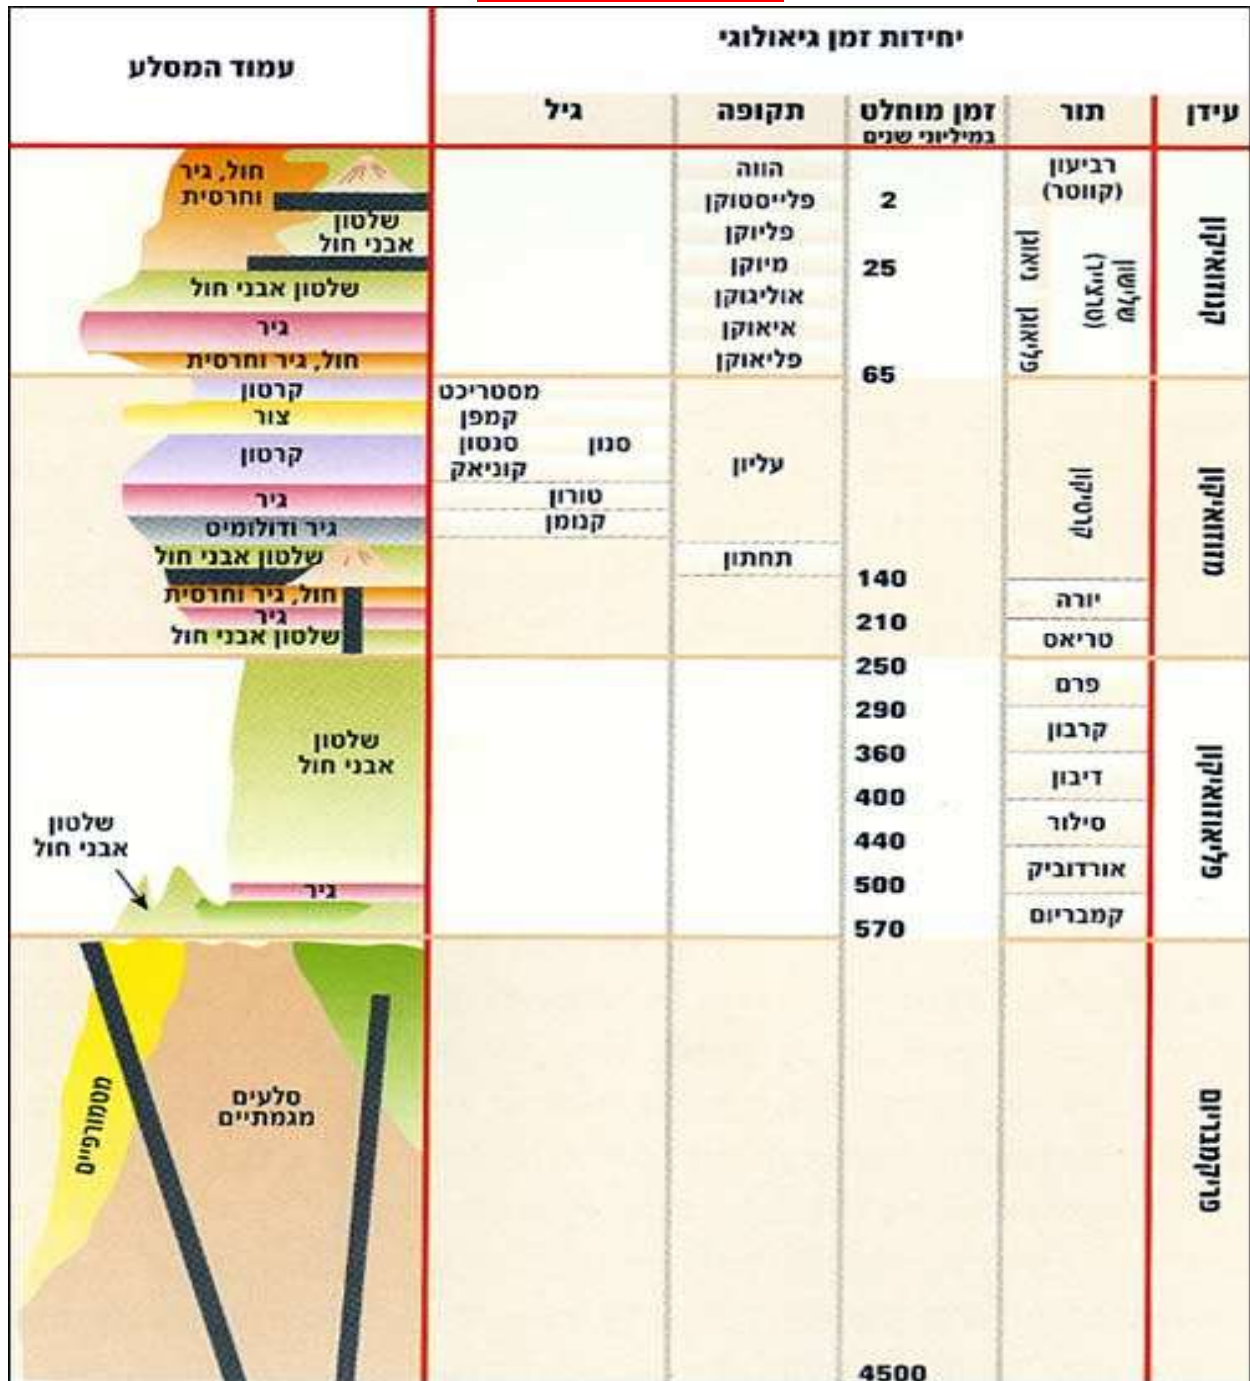 יחידות זמן גיאולוגי
עמוד המסלע
עידן
תור
זמן מוחלט
במיליוני שנים
תקופה
גיל
קנוזואיקון
רביעון
(קווטר)
שלישון
(טרציר)
ניאוגן
פליאוגן
2
25
65
הווה
פלייסטוקן
פליוקן
מיוקן
אוליגוקן
איאוקן
פליאוקן
חול, גיר
וחרסית
שלטון
אבני חול
שלטון אבני חול
גיר
חול, גיר וחרסית
מזוזואיקון
קרטיקון
יורה
טריאס
140
210
250
עליון
תחתון
מסטריכט
קמפן
סנטון
סנון
קוניאק
טורון
קנומן
קרטון
צור
קרטון
גיר
גיר ודולומיט
שלטון אבני חול
חול, גיר וחרסית
גיר
שלטון אבני חול
פליאוזואיקון
פרם
קרבון
דיבון
סילור
אורדוביק
קמבריום
290
360
400
440
500
570
שלטון
אבני חול
שלטון
אבני חול
גיר
פריקמבריום
4500
סלעים
מגמתיים
מטמורפיים